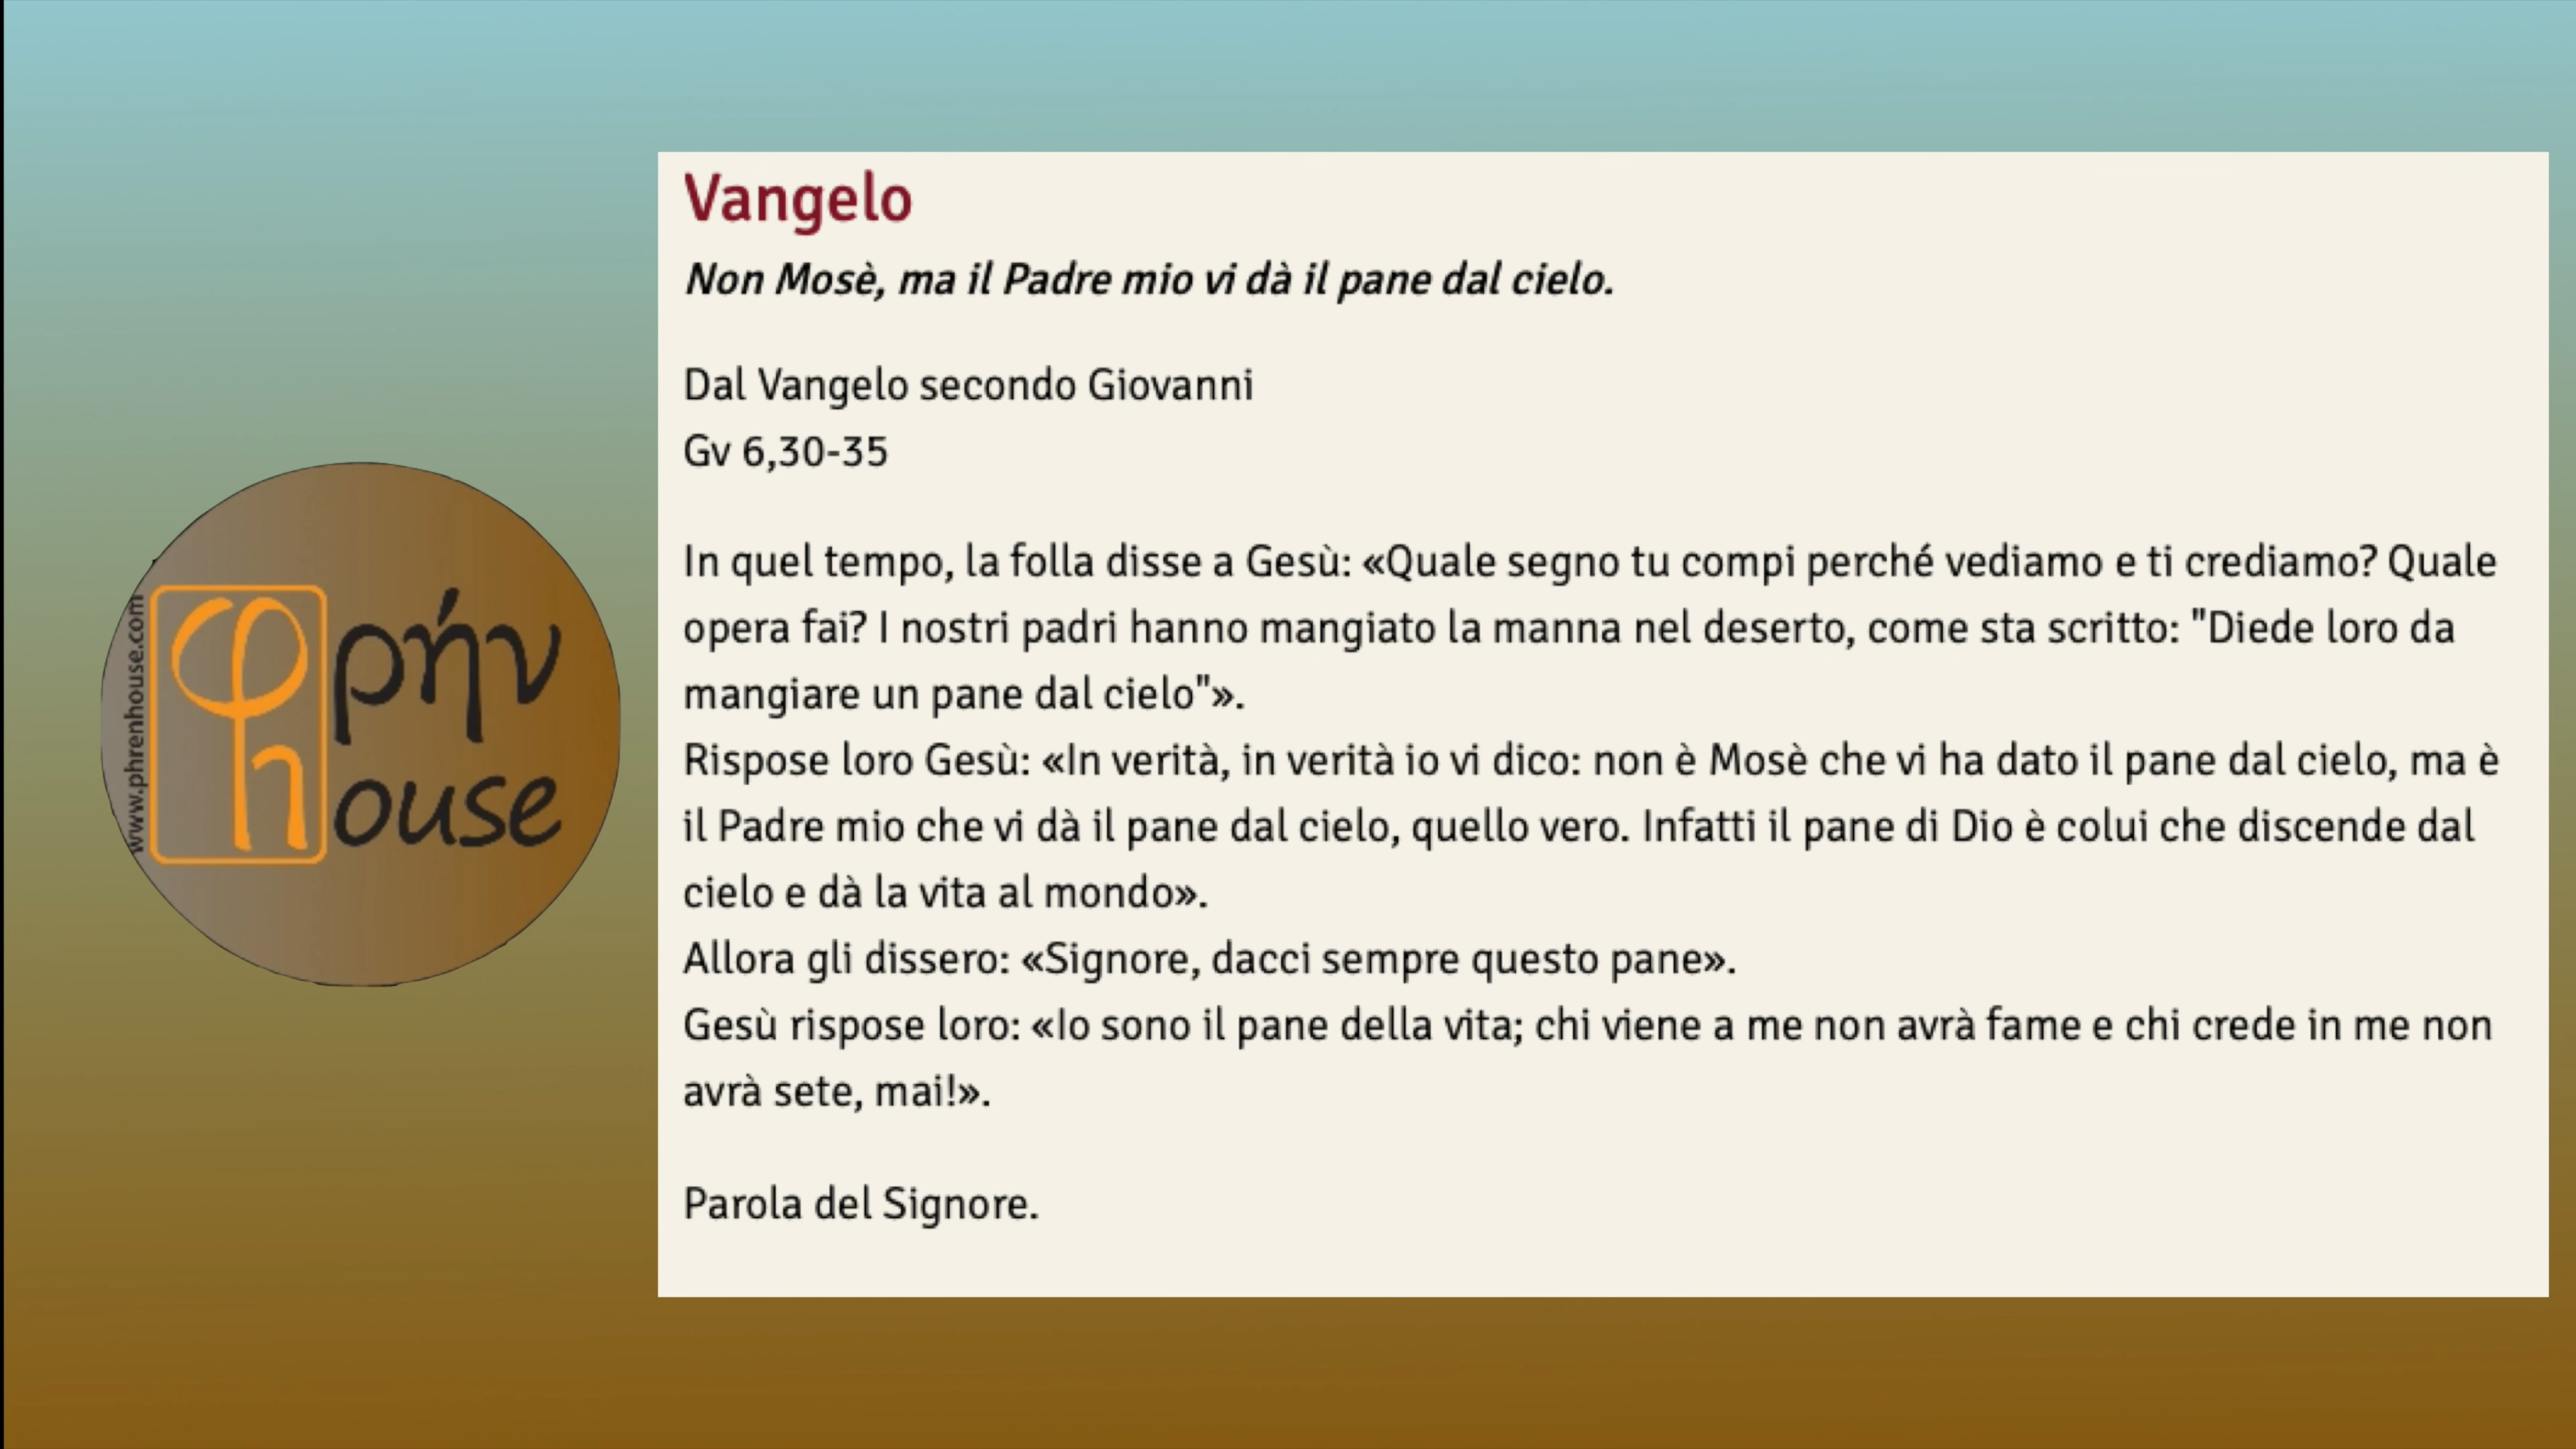 www.phrenhouse.com
φρήν
house
Vangelo
Non Mosè, ma il Padre mio vi dà il pane dal cielo.
Dal Vangelo secondo Giovanni
Gv 6,30-35
In quel tempo, la folla disse a Gesù: «Quale segno tu compi perché vediamo e ti crediamo? Quale
opera fai? I nostri padri hanno mangiato la manna nel deserto, come sta scritto: "Diede loro da
mangiare un pane dal cielo"».
Rispose loro Gesù: «In verità, in verità io vi dico: non è Mosè che vi ha dato il pane dal cielo, ma è
il Padre mio che vi dà il pane dal cielo, quello vero. Infatti il pane di Dio è colui che discende dal
cielo e dà la vita al mondo».
Allora gli dissero: «Signore, dacci sempre questo pane».
Gesù rispose loro: «Io sono il pane della vita; chi viene a me non avrà fame e chi crede in me non
avrà sete, mai!».
Parola del Signore.